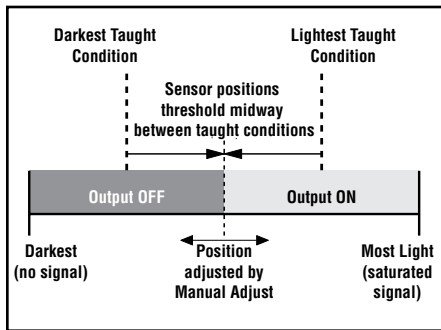 Darkest Taught
Condition
Lightest Taught
Condition
Sensor positions
threshold midway
between taught conditions
Output OFF
Output ON
Darkest
(no signal)
Position
adjusted by
Manual Adjust
Most Light
(saturated
signal)